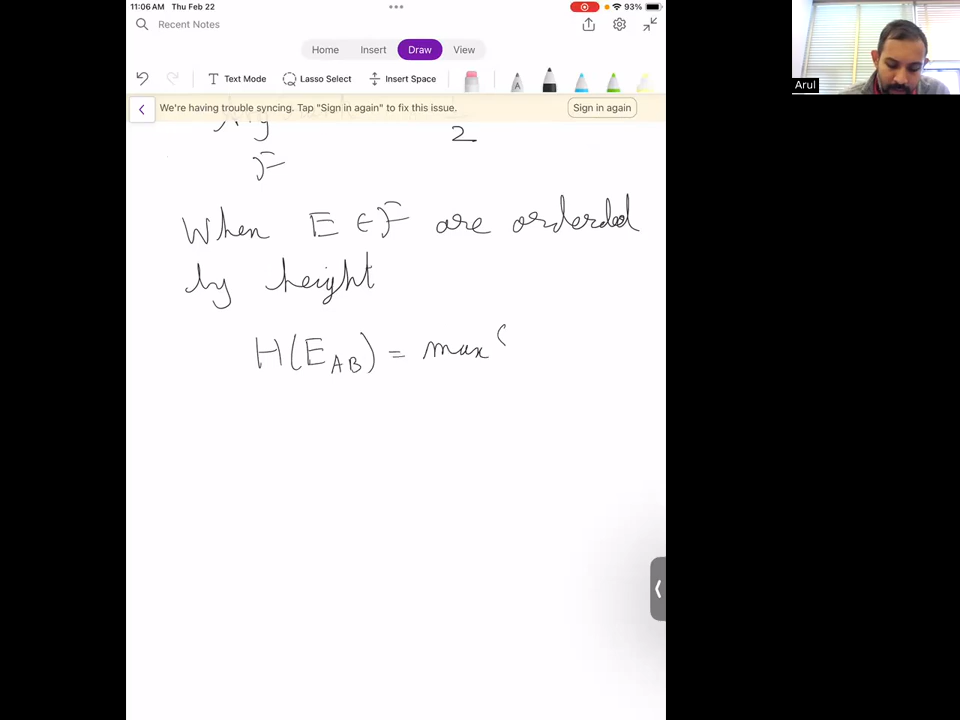 11:06 AM Thu Feb 22
93%
Recent Notes
Home Insert Draw View
T Text Mode Lasso Select Insert Space A
We're having trouble syncing. Tap "Sign in again" to fix this issue. Sign in again
2
F
When E ∈ F are orderded
by height
H(E_AB) = max (
Arul